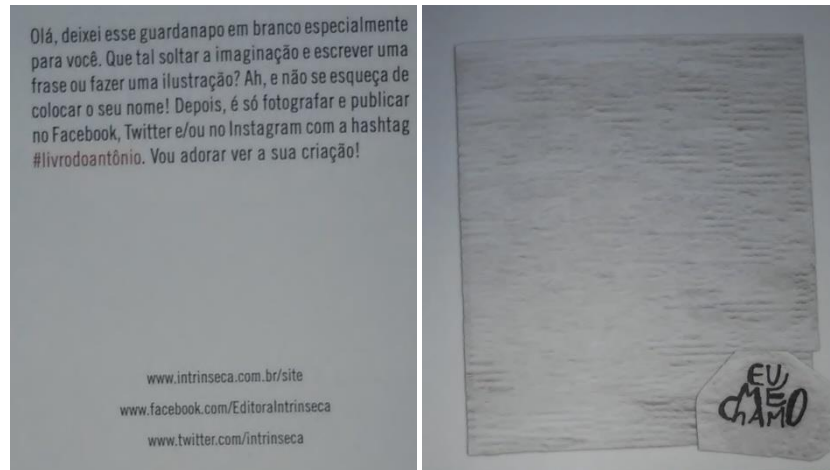 Olá, deixei esse guardanapo em branco especialmente
para você. Que tal soltar a imaginação e escrever uma
frase ou fazer uma ilustração? Ah, e não se esqueça de
colocar o seu nome! Depois, é só fotografar e publicar
no Facebook, Twitter e/ou no Instagram com a hashtag
#livrodoantônio. Vou adorar ver a sua criação!
www.intrinseca.com.br/site
www.facebook.com/EditoraIntrinseca
www.twitter.com/intrinseca
EU
ME
CHAMO